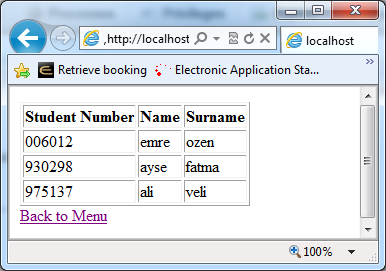 ,http://localhost
localhost
Retrieve booking
Electronic Application Sta...
Student Number Name Surname
006012 emre ozen
930298 ayse fatma
975137 ali veli
Back to Menu
100%